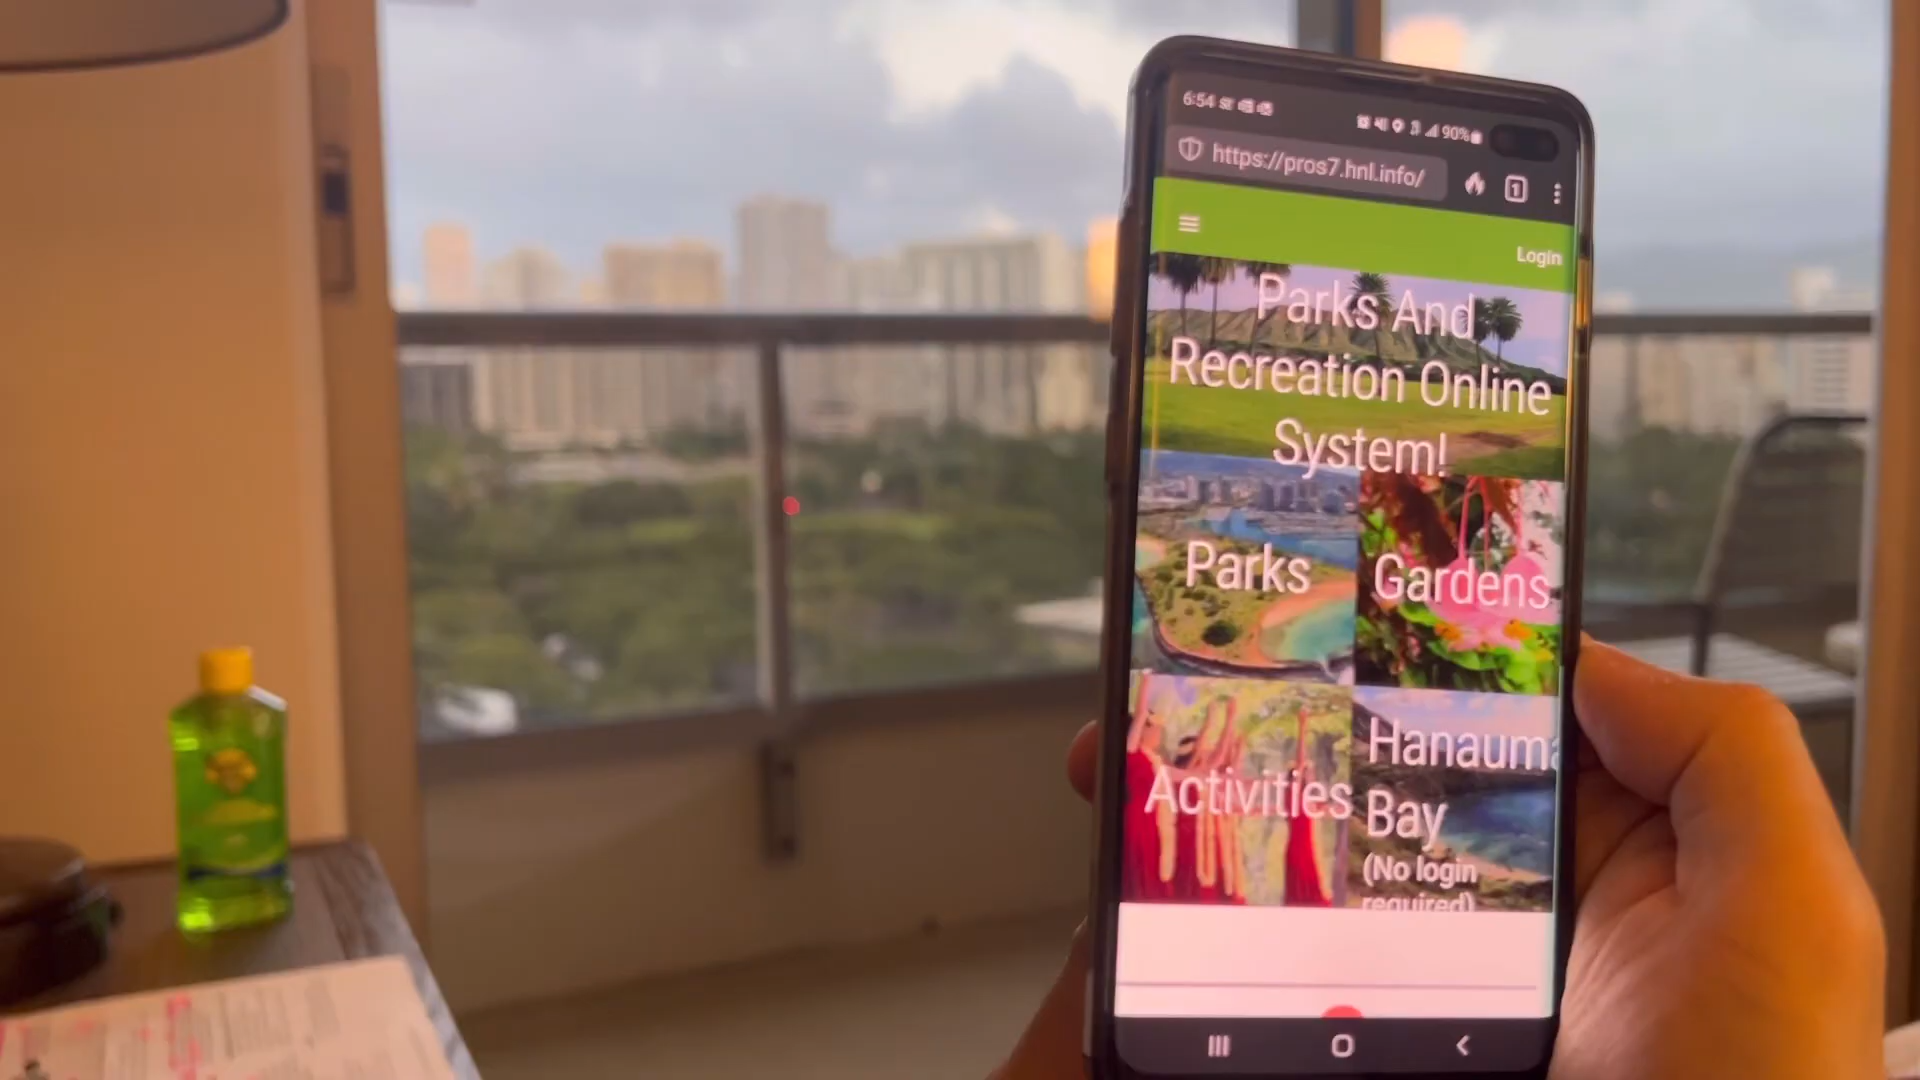 6:54
90%
https://pros7.hnl.info/
1
Login
Parks And
Recreation Online
System!
Parks
Gardens
Activities
Hanauma
Bay
(No login
required)